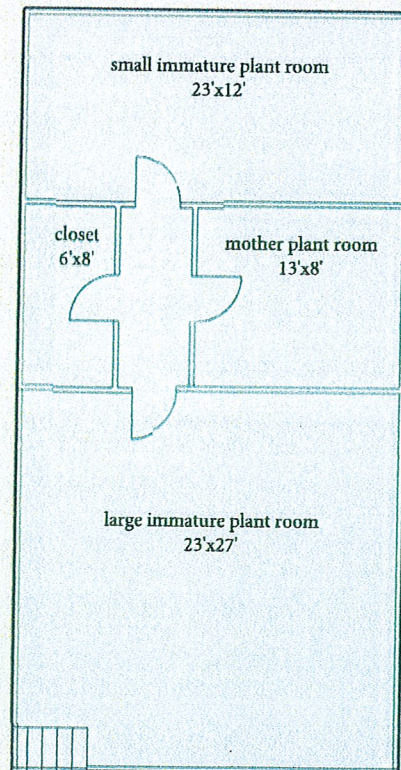 small immature plant room
23'x12'
closet
6'x8'
mother plant room
13'x8'
large immature plant room
23'x27'